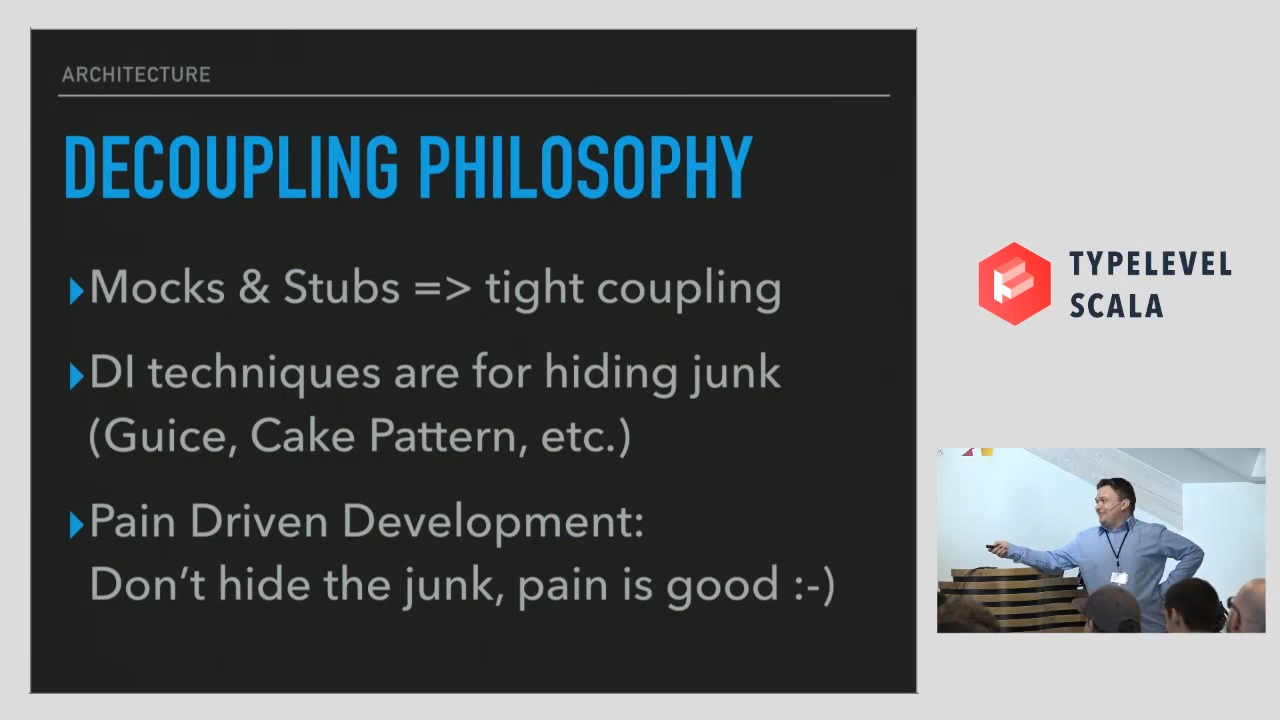 ARCHITECTURE
DECOUPLING PHILOSOPHY
Mocks & Stubs => tight coupling
DI techniques are for hiding junk
(Guice, Cake Pattern, etc.)
Pain Driven Development:
Don’t hide the junk, pain is good :-)
TYPELEVEL
SCALA